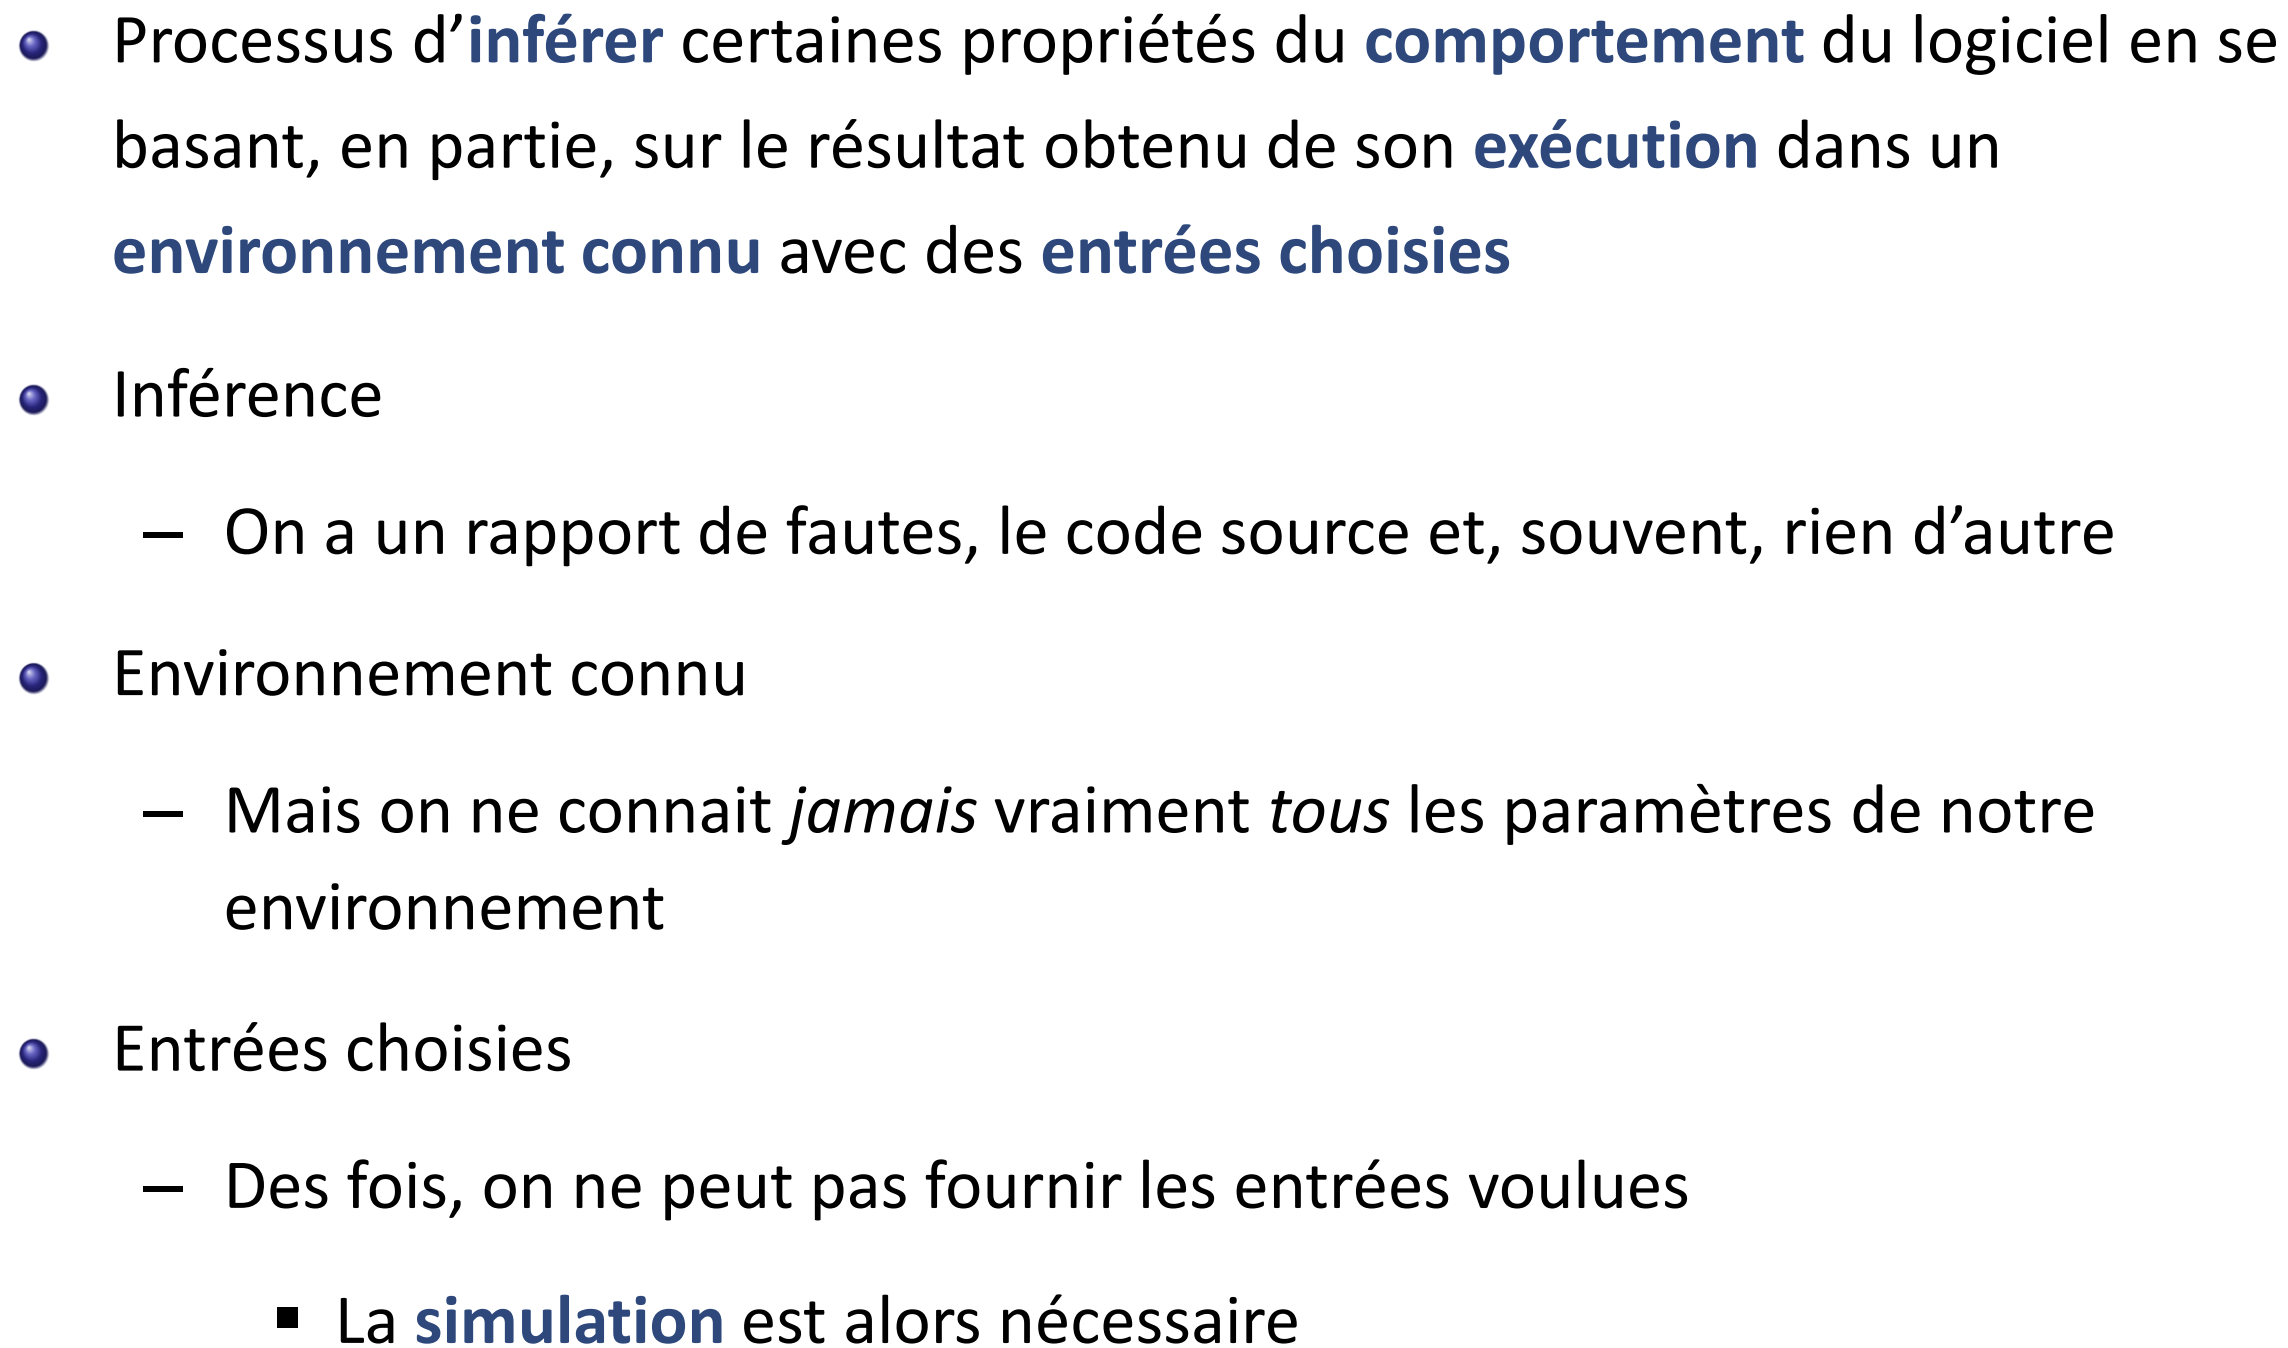 Processus d’inférer certaines propriétés du comportement du logiciel en se
basant, en partie, sur le résultat obtenu de son exécution dans un
environnement connu avec des entrées choisies
Inférence
– On a un rapport de fautes, le code source et, souvent, rien d’autre
Environnement connu
– Mais on ne connait jamais vraiment tous les paramètres de notre
environnement
Entrées choisies
– Des fois, on ne peut pas fournir les entrées voulues
▪ La simulation est alors nécessaire